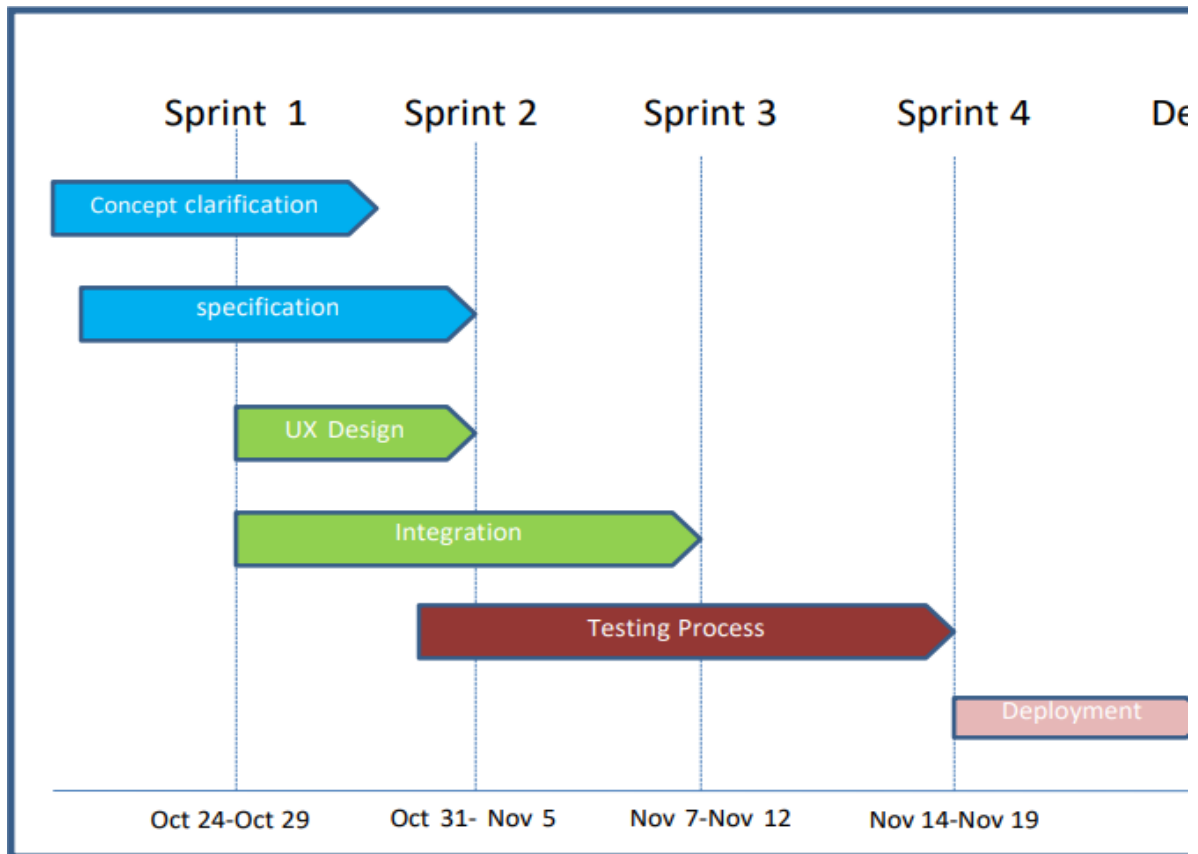 Sprint 1 Sprint 2 Sprint 3 Sprint 4 De
Concept clarification
specification
UX Design
Integration
Testing Process
Deployment
Oct 24-Oct 29 Oct 31- Nov 5 Nov 7-Nov 12 Nov 14-Nov 19